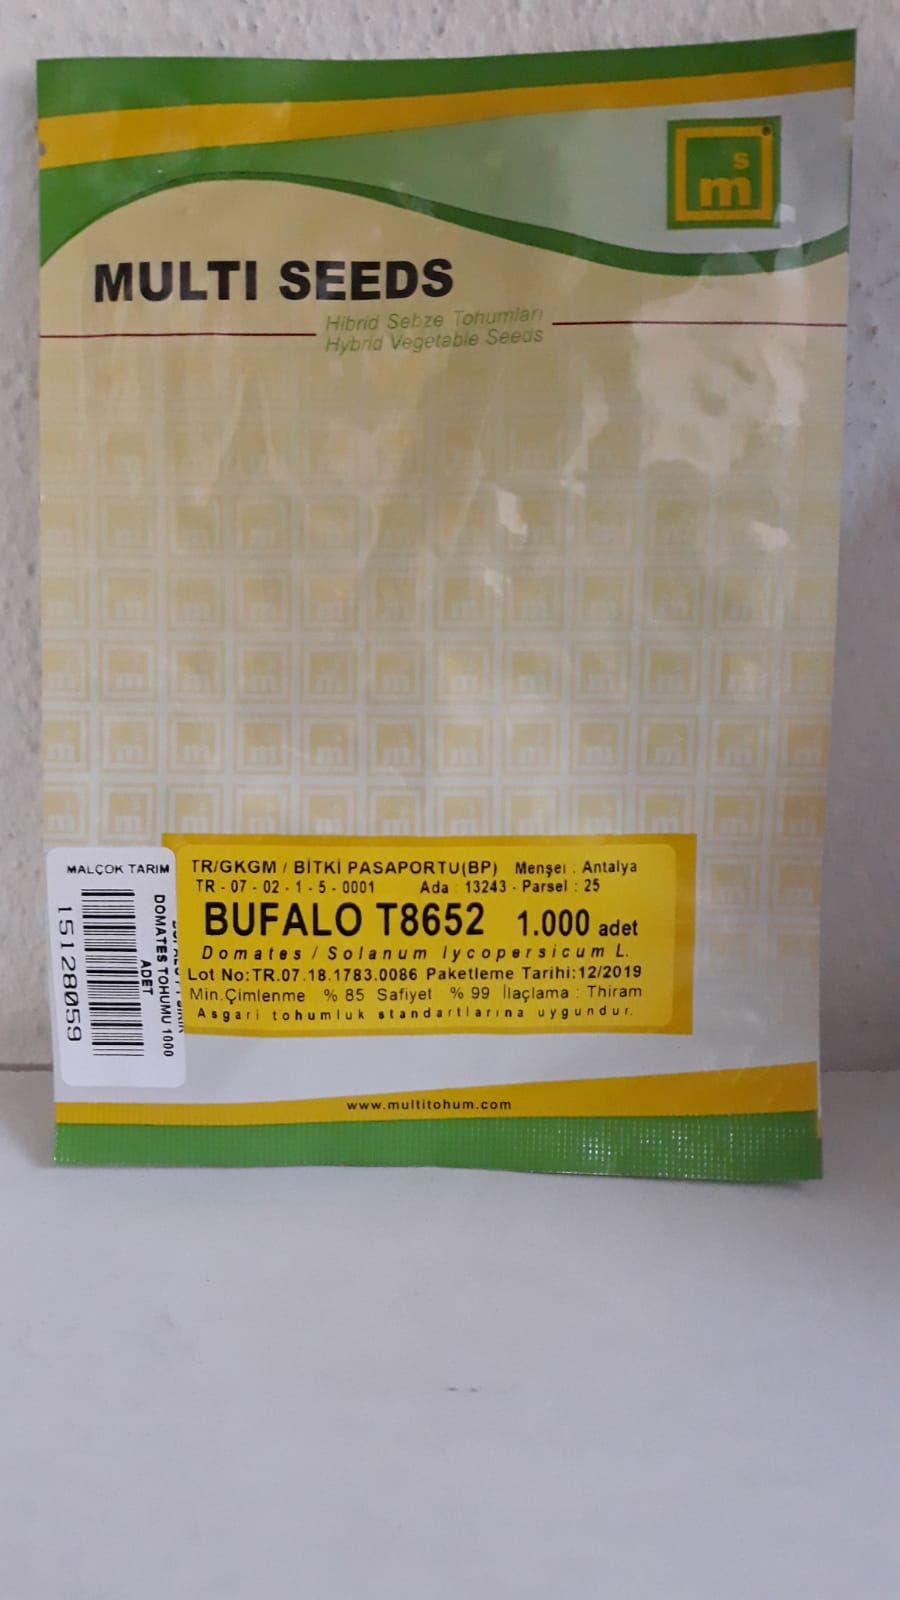 s
m
MULTI SEEDS
Hibrid Sebze Tohumları
Hybrid Vegetable Seeds
MALÇOK TARIM
15128059
DOMATES TOHUMU 1000
ADET
TR/GKGM / BİTKİ PASAPORTU(BP) Menşei : Antalya
TR - 07 - 02 - 1 - 5 - 0001 Ada : 13243 - Parsel : 25
BUFALO T8652 1.000 adet
Domates / Solanum lycopersicum L.
Lot No:TR.07.18.1783.0086 Paketleme Tarihi:12/2019
Min.Çimlenme % 85 Safiyet % 99 İlaçlama : Thiram
Asgari tohumluk standartlarına uygundur.
www.multitohum.com